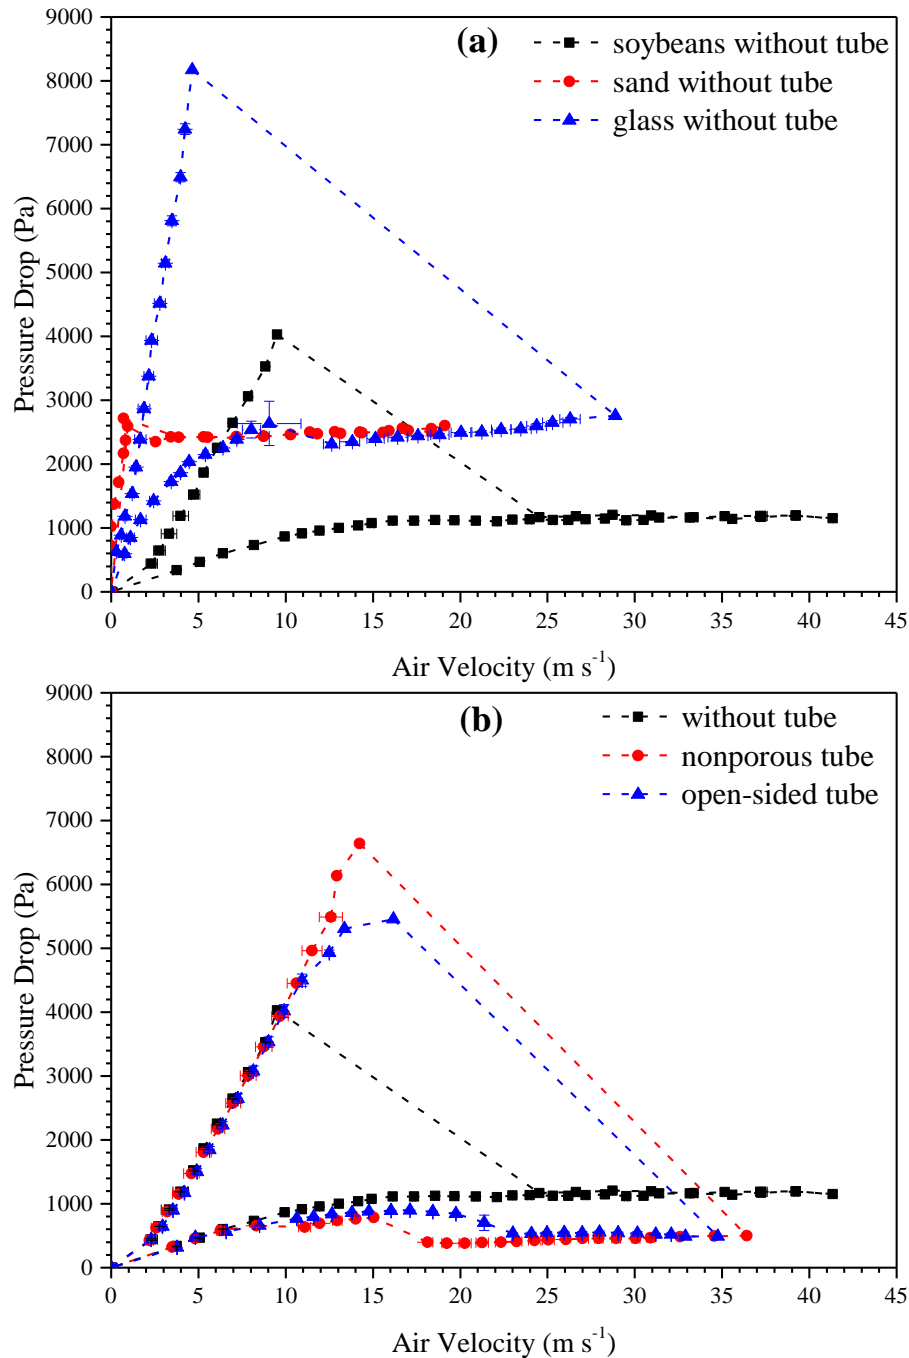 9000
(a)
soybeans without tube
sand without tube
glass without tube
8000
7000
6000
5000
4000
3000
2000
1000
0
Pressure Drop (Pa)
0 5 10 15 20 25 30 35 40 45
Air Velocity (m s⁻¹)
9000
(b)
without tube
nonporous tube
open-sided tube
8000
7000
6000
5000
4000
3000
2000
1000
0
Pressure Drop (Pa)
0 5 10 15 20 25 30 35 40 45
Air Velocity (m s⁻¹)